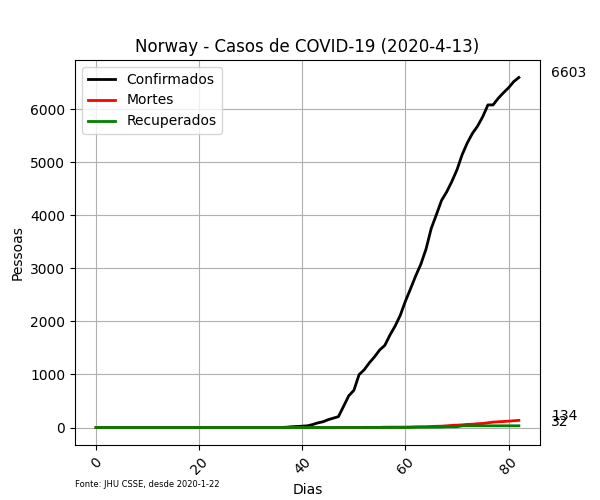 Norway - Casos de COVID-19 (2020-4-13)
Confirmados
Mortes
Recuperados
6603
134
32
6000
5000
4000
3000
2000
1000
0
Pessoas
0
20
40
60
80
Dias
Fonte: JHU CSSE, desde 2020-1-22